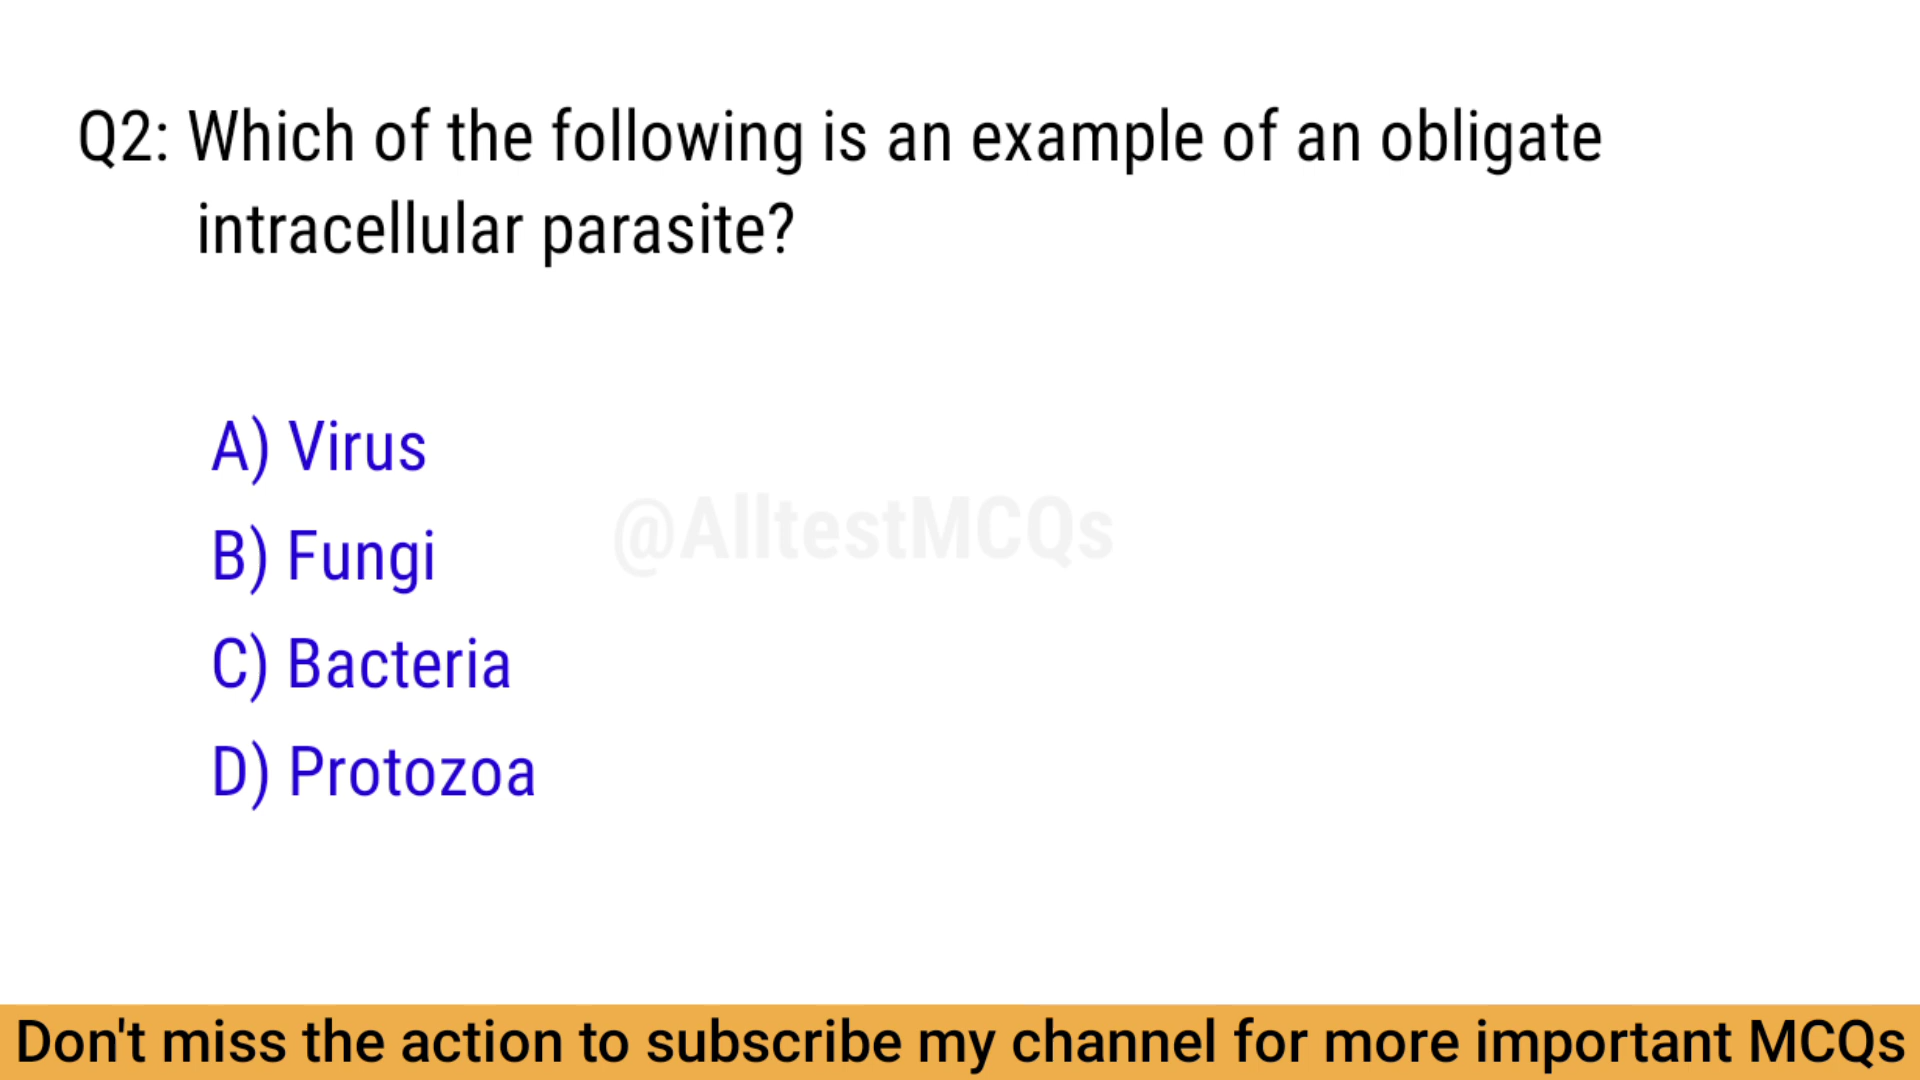 Q2: Which of the following is an example of an obligate
intracellular parasite?
A) Virus
@AlltestMCQs
B) Fungi
C) Bacteria
D) Protozoa
Don't miss the action to subscribe my channel for more important MCQs